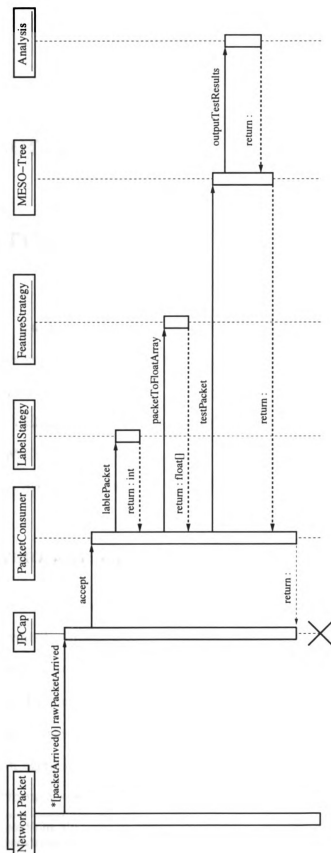 Network Packet
JPCap
PacketConsumer
LabelStategy
FeatureStrategy
MESO-Tree
Analysis
*[packetArrived()] rawPacketArrived
accept
lablePacket
return : int
packetToFloatArray
return : float[]
testPacket
outputTestResults
return :
return :
return :